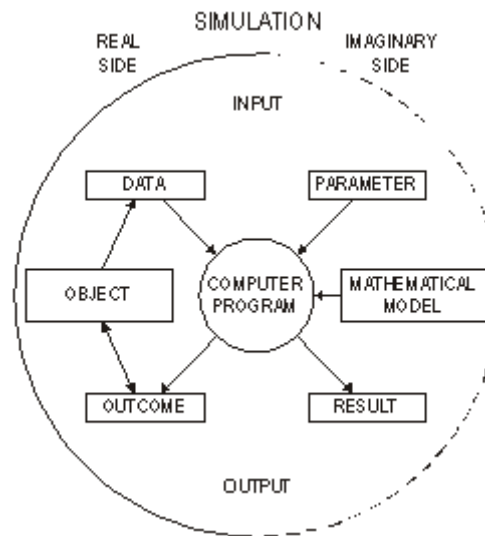 SIMULATION
REAL
SIDE
IMAGINARY
SIDE
INPUT
DATA
PARAMETER
OBJECT
COMPUTER
PROGRAM
MATHEMATICAL
MODEL
OUTCOME
RESULT
OUTPUT